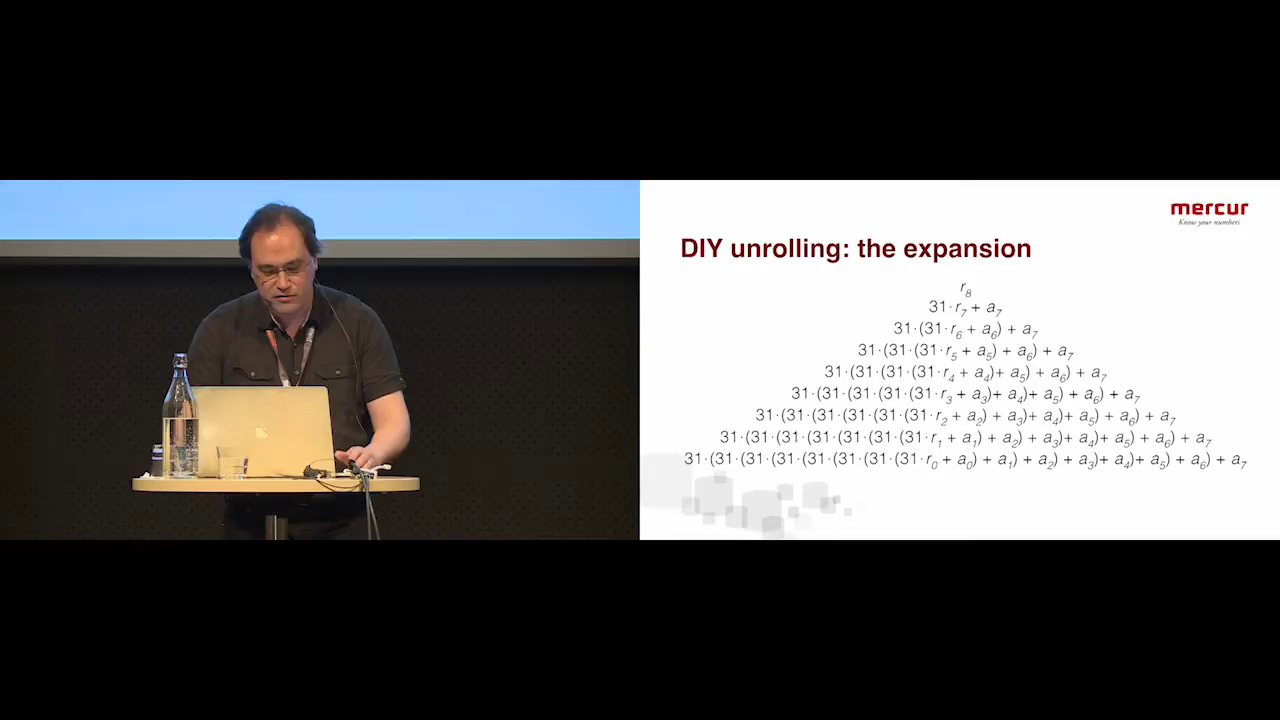 mercur
Know your numbers
DIY unrolling: the expansion
r₈
31·r₇ + a₇
31·(31·r₆ + a₆) + a₇
31·(31·(31·r₅ + a₅) + a₆) + a₇
31·(31·(31·(31·r₄ + a₄)+ a₅) + a₆) + a₇
31·(31·(31·(31·(31·r₃ + a₃)+ a₄)+ a₅) + a₆) + a₇
31·(31·(31·(31·(31·(31·r₂ + a₂) + a₃)+ a₄)+ a₅) + a₆) + a₇
31·(31·(31·(31·(31·(31·(31·r₁ + a₁) + a₂) + a₃)+ a₄)+ a₅) + a₆) + a₇
31·(31·(31·(31·(31·(31·(31·(31·r₀ + a₀) + a₁) + a₂) + a₃)+ a₄)+ a₅) + a₆) + a₇